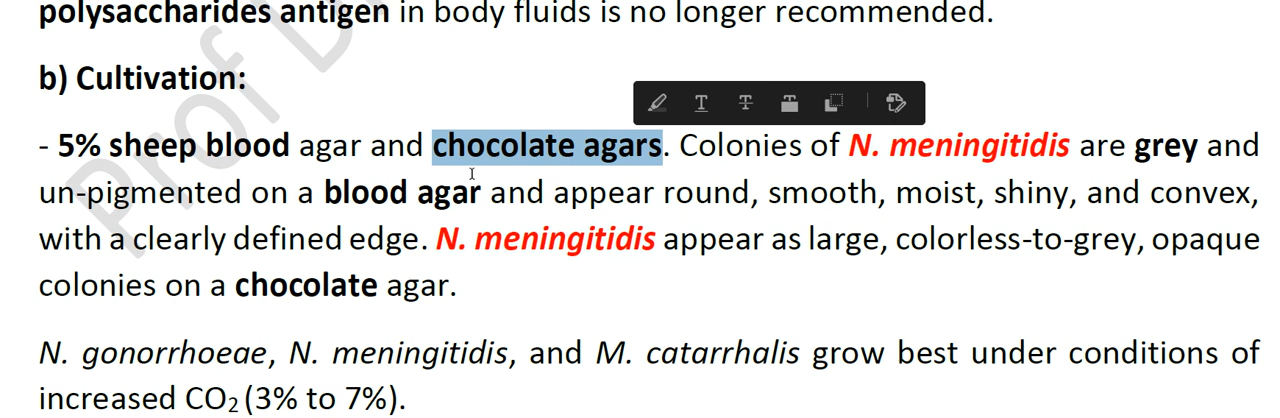 polysaccharides antigen in body fluids is no longer recommended.
b) Cultivation:
- 5% sheep blood agar and chocolate agars. Colonies of N. meningitidis are grey and
un-pigmented on a blood agar and appear round, smooth, moist, shiny, and convex,
with a clearly defined edge. N. meningitidis appear as large, colorless-to-grey, opaque
colonies on a chocolate agar.
N. gonorrhoeae, N. meningitidis, and M. catarrhalis grow best under conditions of
increased CO₂ (3% to 7%).
Prof D